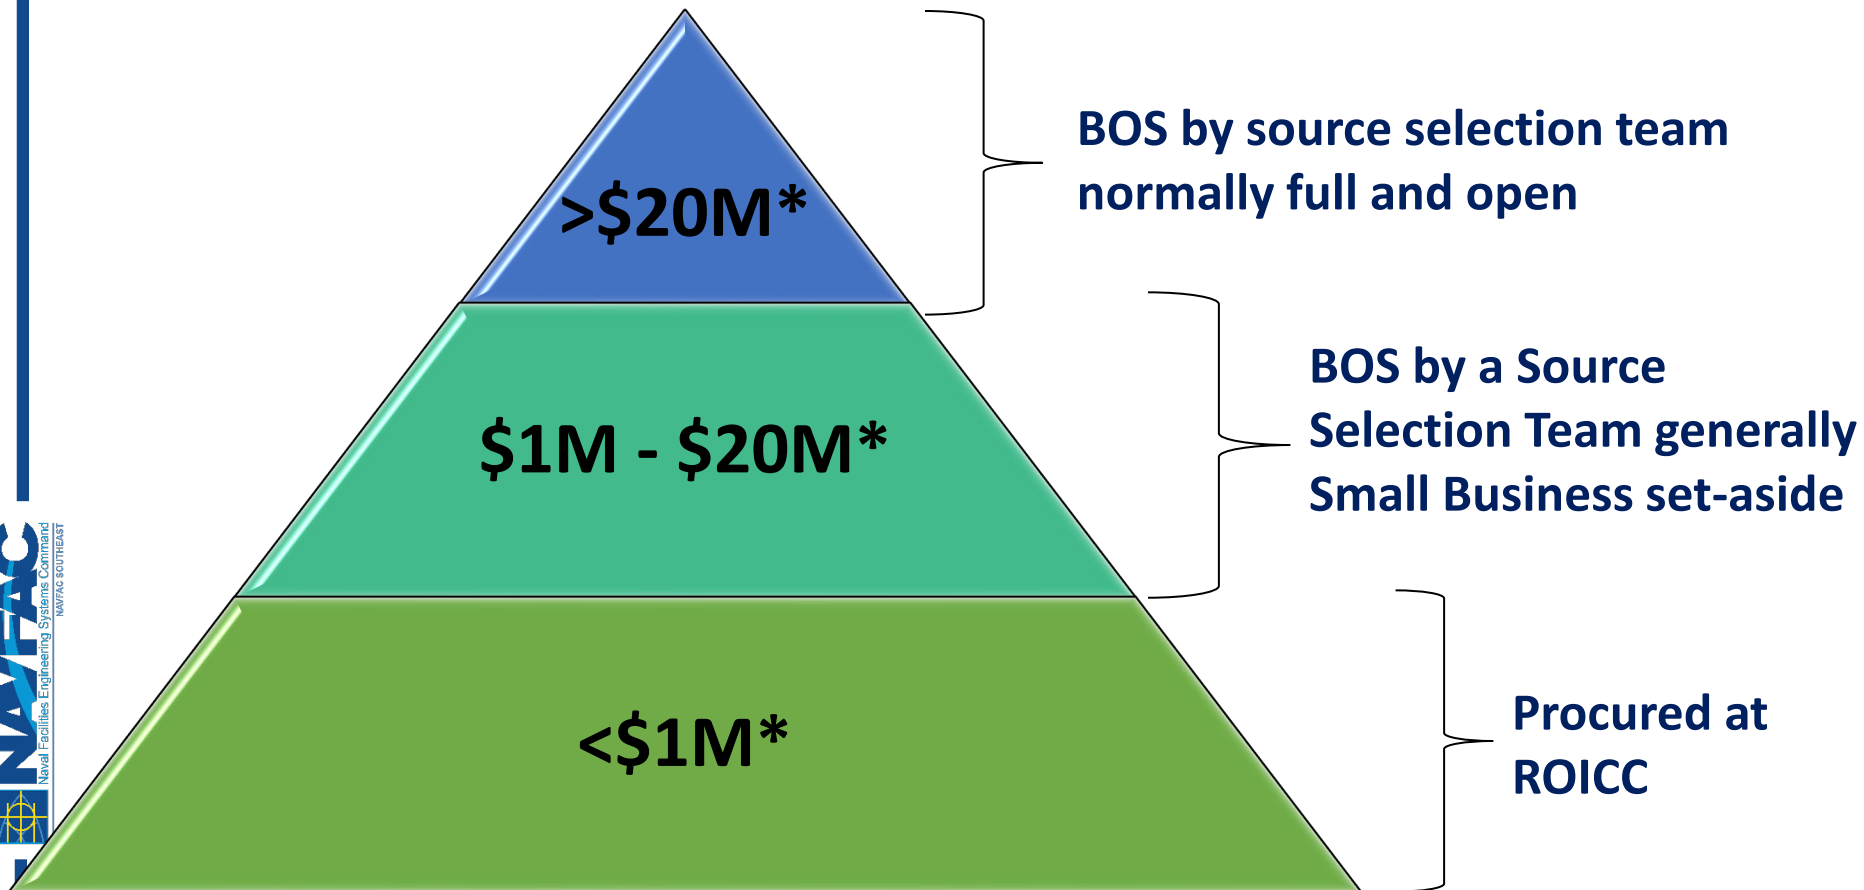 >$20M*
BOS by source selection team
normally full and open
$1M - $20M*
BOS by a Source
Selection Team generally
Small Business set-aside
<$1M*
Procured at
ROICC
NAVFAC
Naval Facilities Engineering Systems Command
NAVFAC SOUTHEAST